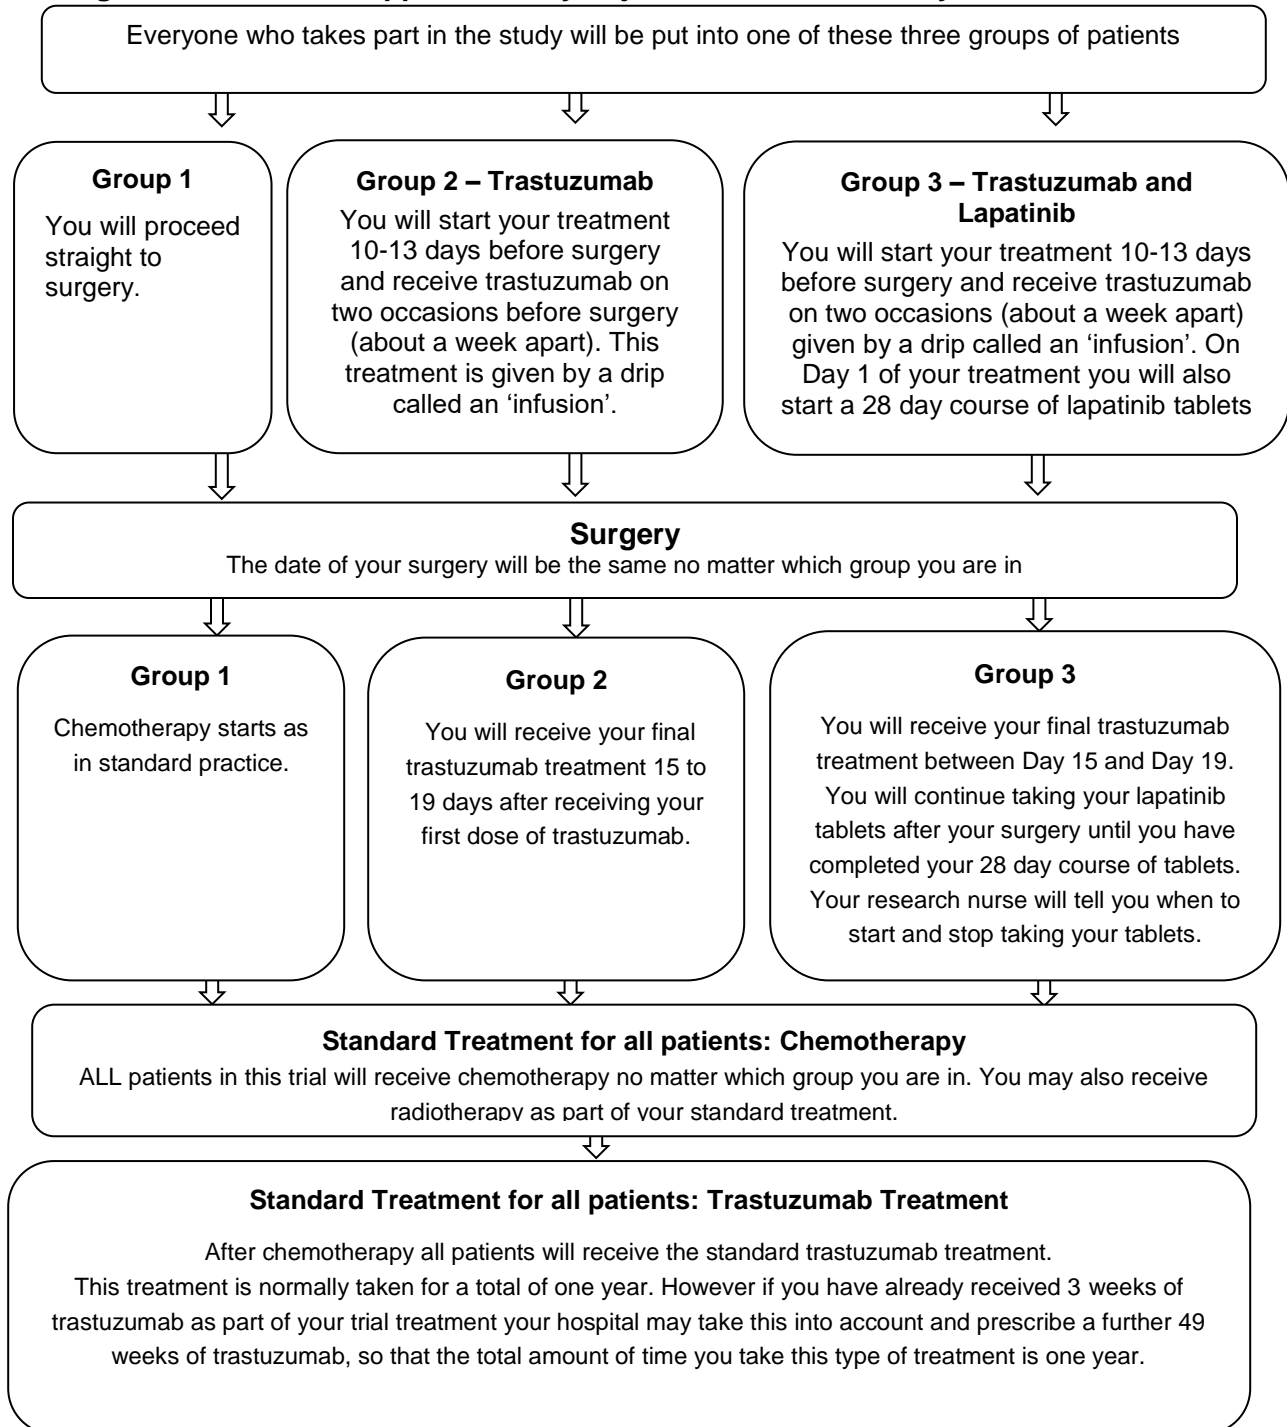 Everyone who takes part in the study will be put into one of these three groups of patients
Group 1
You will proceed
straight to
surgery.
Group 2 – Trastuzumab
You will start your treatment
10-13 days before surgery
and receive trastuzumab on
two occasions before surgery
(about a week apart). This
treatment is given by a drip
called an ‘infusion’.
Group 3 – Trastuzumab and
Lapatinib
You will start your treatment 10-13 days
before surgery and receive trastuzumab
on two occasions (about a week apart)
given by a drip called an ‘infusion’. On
Day 1 of your treatment you will also
start a 28 day course of lapatinib tablets
Surgery
The date of your surgery will be the same no matter which group you are in
Group 1
Chemotherapy starts as
in standard practice.
Group 2
You will receive your final
trastuzumab treatment 15 to
19 days after receiving your
first dose of trastuzumab.
Group 3
You will receive your final trastuzumab
treatment between Day 15 and Day 19.
You will continue taking your lapatinib
tablets after your surgery until you have
completed your 28 day course of tablets.
Your research nurse will tell you when to
start and stop taking your tablets.
Standard Treatment for all patients: Chemotherapy
ALL patients in this trial will receive chemotherapy no matter which group you are in. You may also receive
radiotherapy as part of your standard treatment.
Standard Treatment for all patients: Trastuzumab Treatment
After chemotherapy all patients will receive the standard trastuzumab treatment.
This treatment is normally taken for a total of one year. However if you have already received 3 weeks of
trastuzumab as part of your trial treatment your hospital may take this into account and prescribe a further 49
weeks of trastuzumab, so that the total amount of time you take this type of treatment is one year.